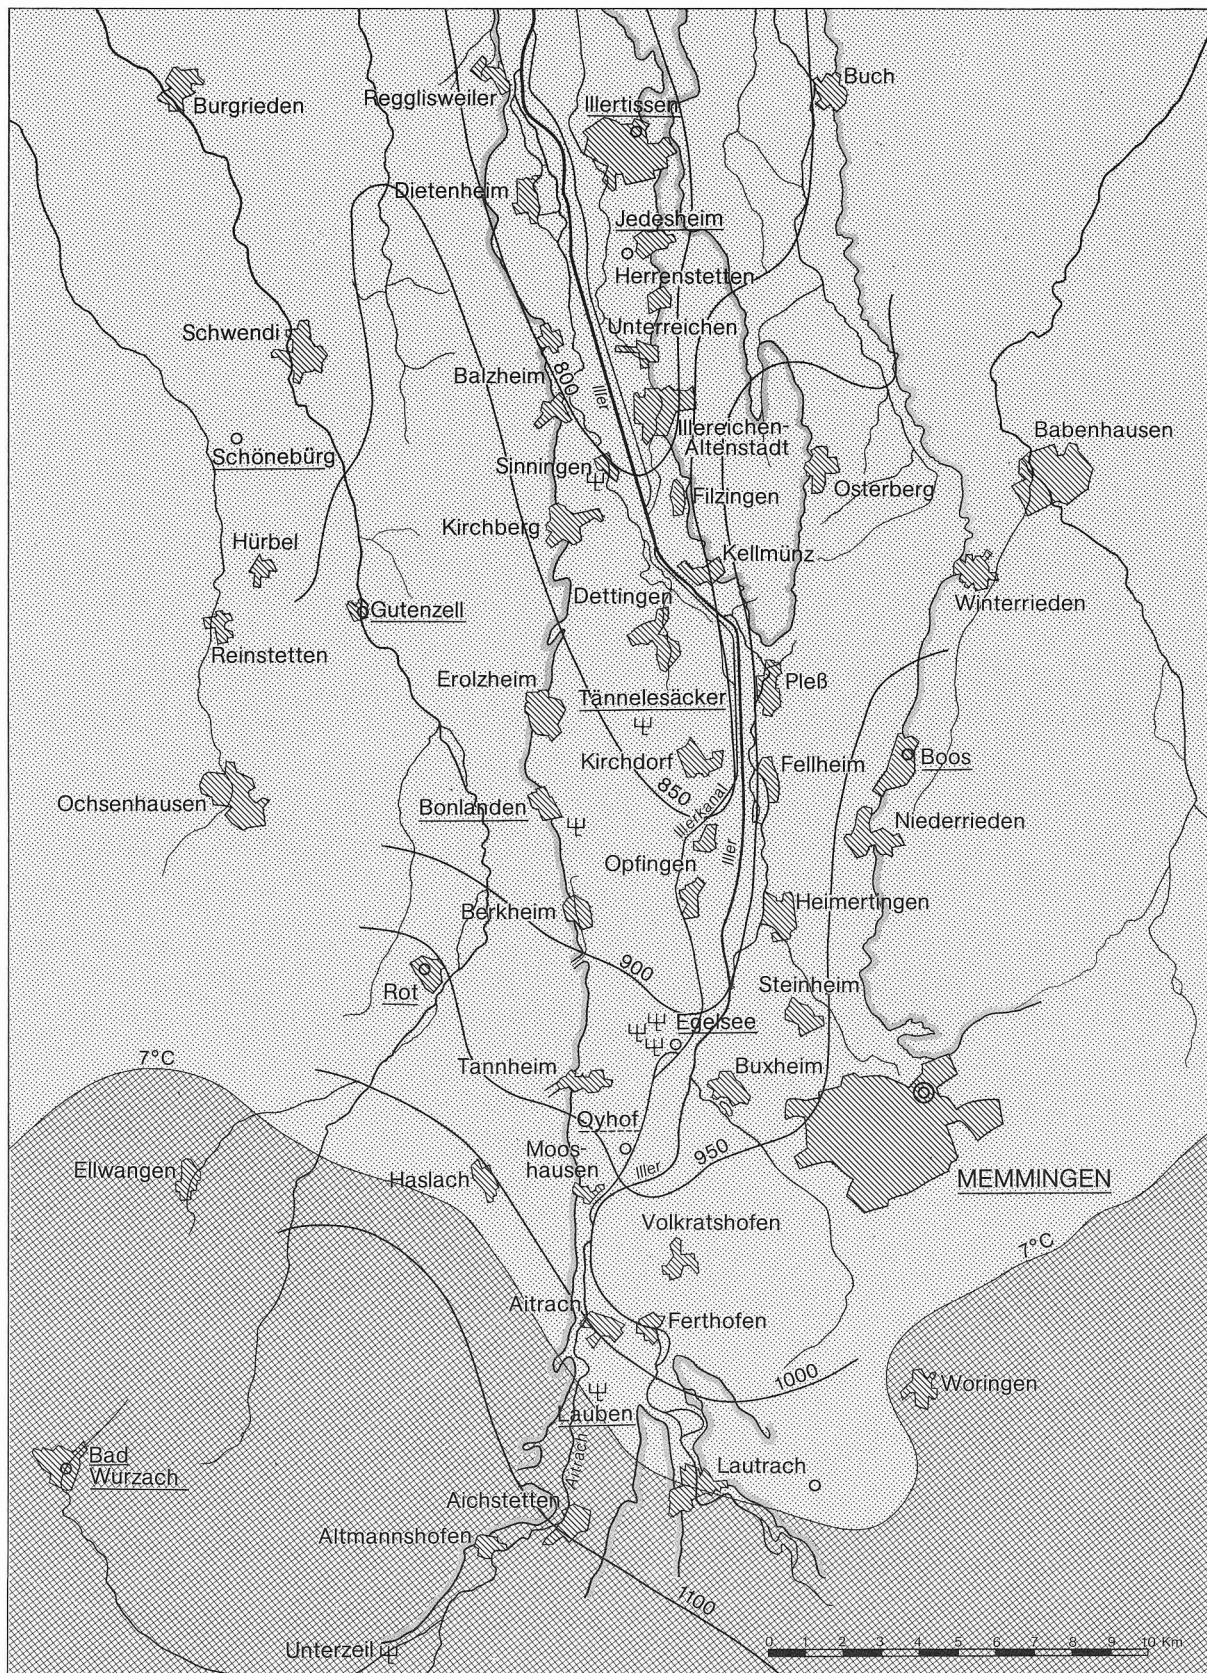 Burgrieden
Regglisweiler
Illertissen
Buch
Dietenheim
Jedesheim
Herrenstetten
Schwendi
Unterreichen
Balzheim
800
Iller
Illereichen-
Altenstadt
Babenhausen
Schönebürg
Sinningen
Filzingen
Osterberg
Kirchberg
Hürbel
Kellmünz
Dettingen
Gutenzell
Winterrieden
Reinstetten
Erolzheim
Pleß
Tännelesäcker
Kirchdorf
Fellheim
Boos
850
Illerkanal
Ochsenhausen
Bonlanden
Niederrieden
Iller
Opfingen
Berkheim
Heimertingen
900
Rot
Steinheim
Egelsee
7°C
Tannheim
Buxheim
Oyhof
Ellwangen
Haslach
Moos-
hausen
Iller
950
MEMMINGEN
Volkratshofen
7°C
Aitrach
Ferthofen
1000
Woringen
Lauben
Aitrach
Bad
Wurzach
Lautrach
Aichstetten
Altmannshofen
1100
Unterzeil
0 1 2 3 4 5 6 7 8 9 10 Km